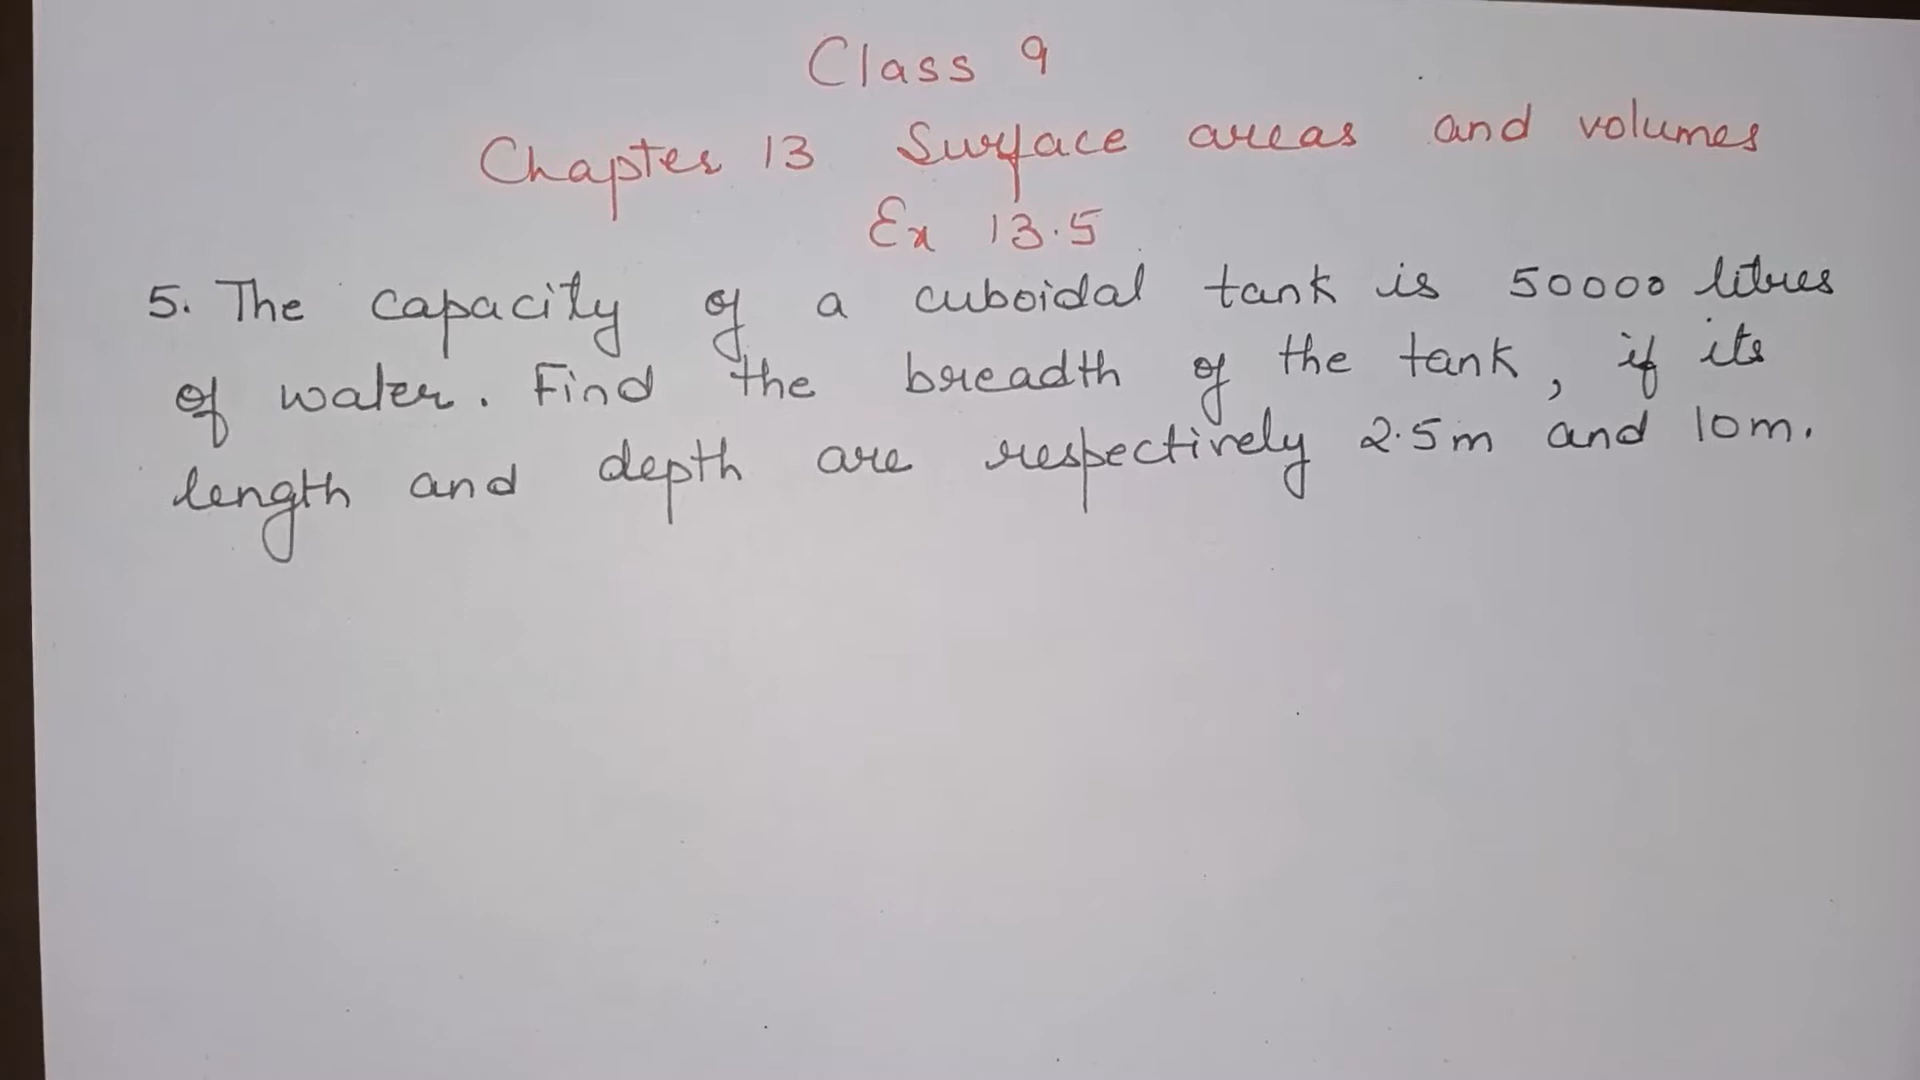 Class 9
Chapter 13 Surface areas and volumes
Ex 13.5
5. The capacity of a cuboidal tank is 50000 litres
of water. Find the breadth of the tank, if its
length and depth are respectively 2.5m and 10m.